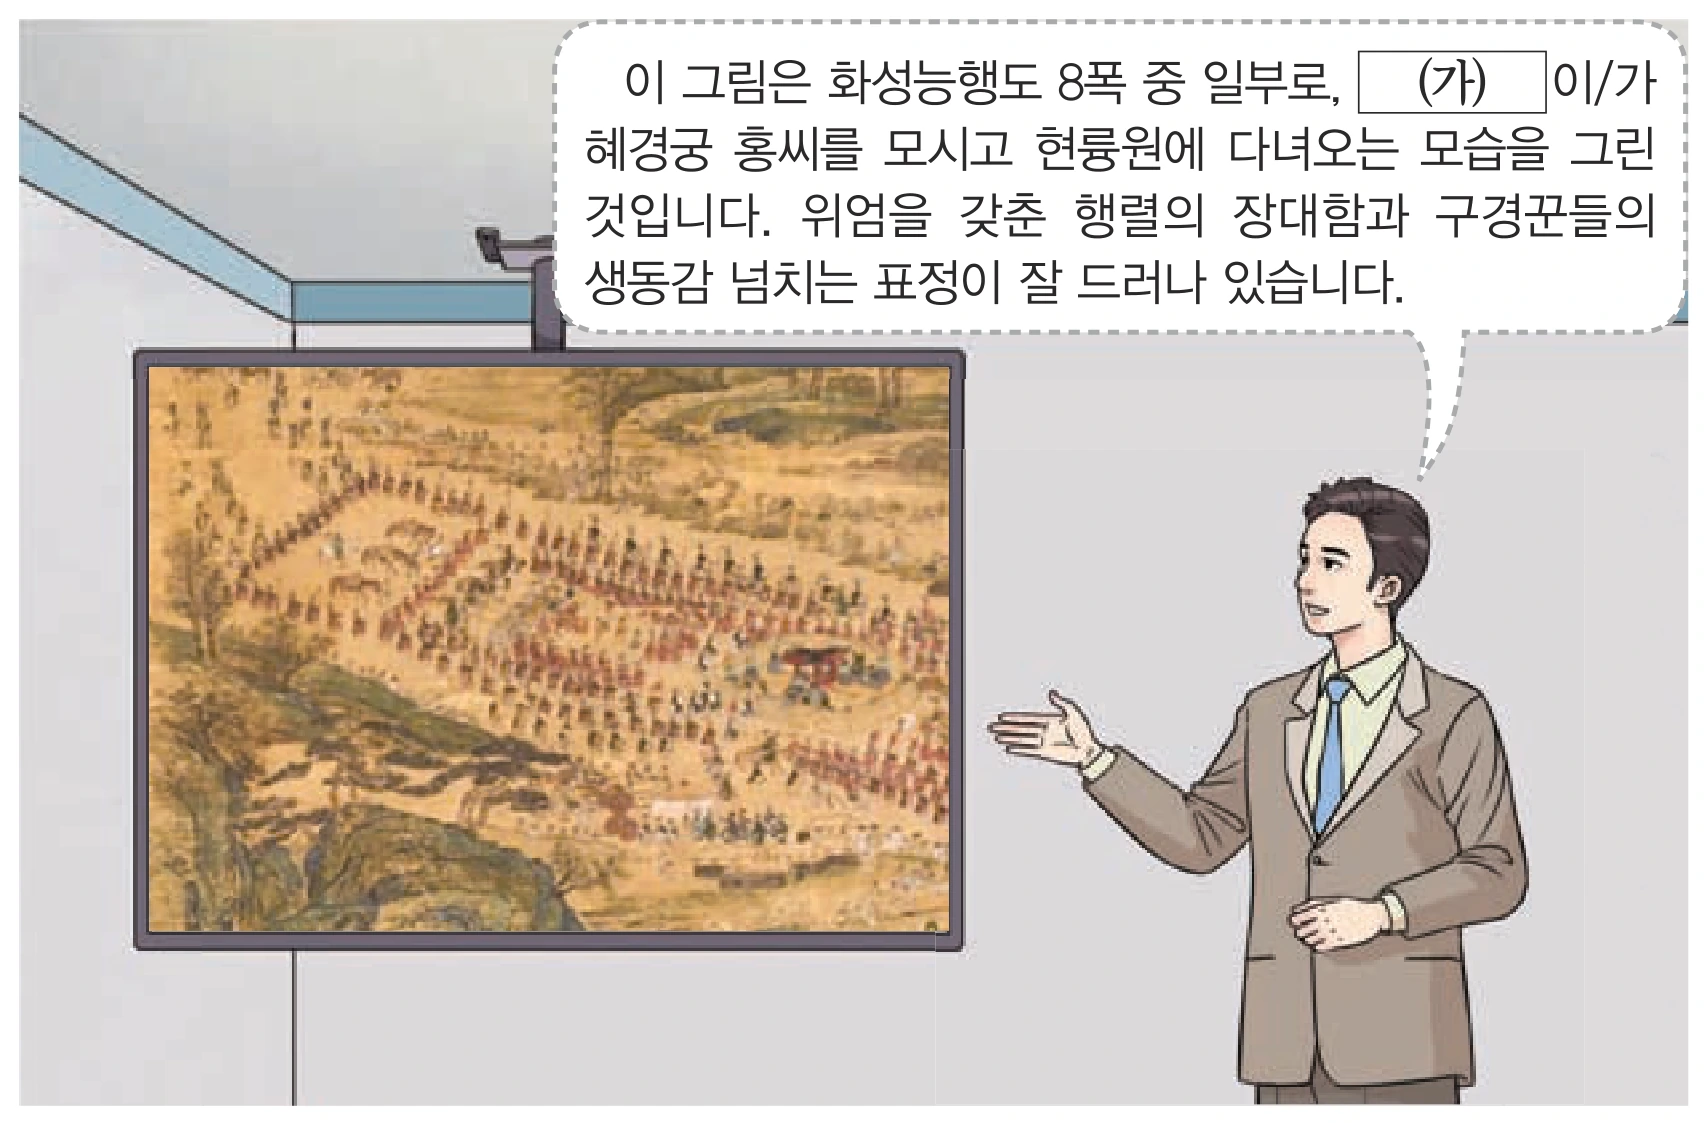 이 그림은 화성능행도 8폭 중 일부로, (가) 이/가
혜경궁 홍씨를 모시고 현륭원에 다녀오는 모습을 그린
것입니다. 위엄을 갖춘 행렬의 장대함과 구경꾼들의
생동감 넘치는 표정이 잘 드러나 있습니다.